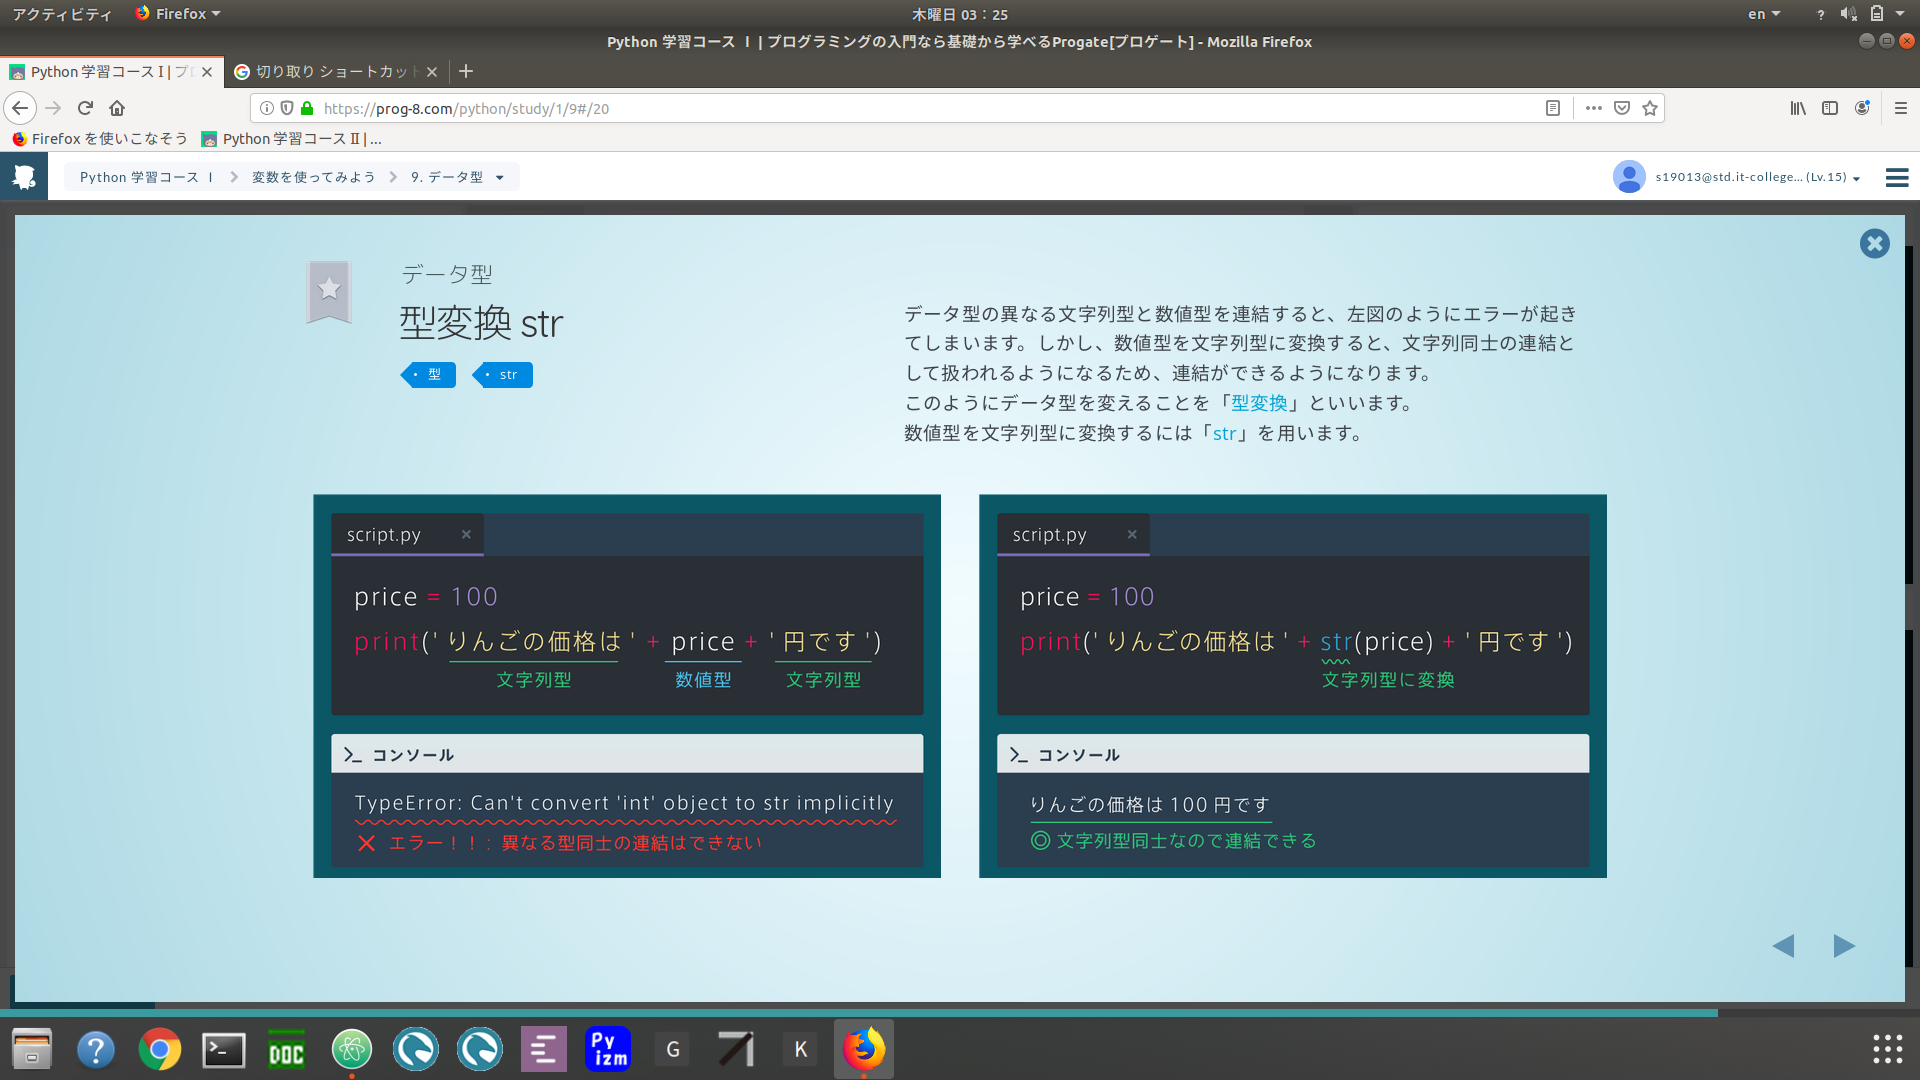 アクティビティ
Firefox
木曜日 03：25
en
?
Python 学習コース Ⅰ | プログラミングの入門なら基礎から学べるProgate[プロゲート] - Mozilla Firefox
Python 学習コース Ⅰ | プロ
切り取り ショートカット
https://prog-8.com/python/study/1/9#/20
Firefox を使いこなそう
Python 学習コース Ⅱ | ...
Python 学習コース Ⅰ
変数を使ってみよう
9. データ型
s19013@std.it-college... (Lv.15)
データ型
型変換 str
型
str
データ型の異なる文字列型と数値型を連結すると、左図のようにエラーが起き
てしまいます。しかし、数値型を文字列型に変換すると、文字列同士の連結と
して扱われるようになるため、連結ができるようになります。
このようにデータ型を変えることを「型変換」といいます。
数値型を文字列型に変換するには「str」を用います。
script.py
price = 100
print(' りんごの価格は ' + price + ' 円です ')
文字列型
数値型
文字列型
コンソール
TypeError: Can't convert 'int' object to str implicitly
エラー！！： 異なる型同士の連結はできない
script.py
price = 100
print(' りんごの価格は ' + str(price) + ' 円です ')
文字列型に変換
コンソール
りんごの価格は 100 円です
◎ 文字列型同士なので連結できる
?
DOC
Py
izm
G
K